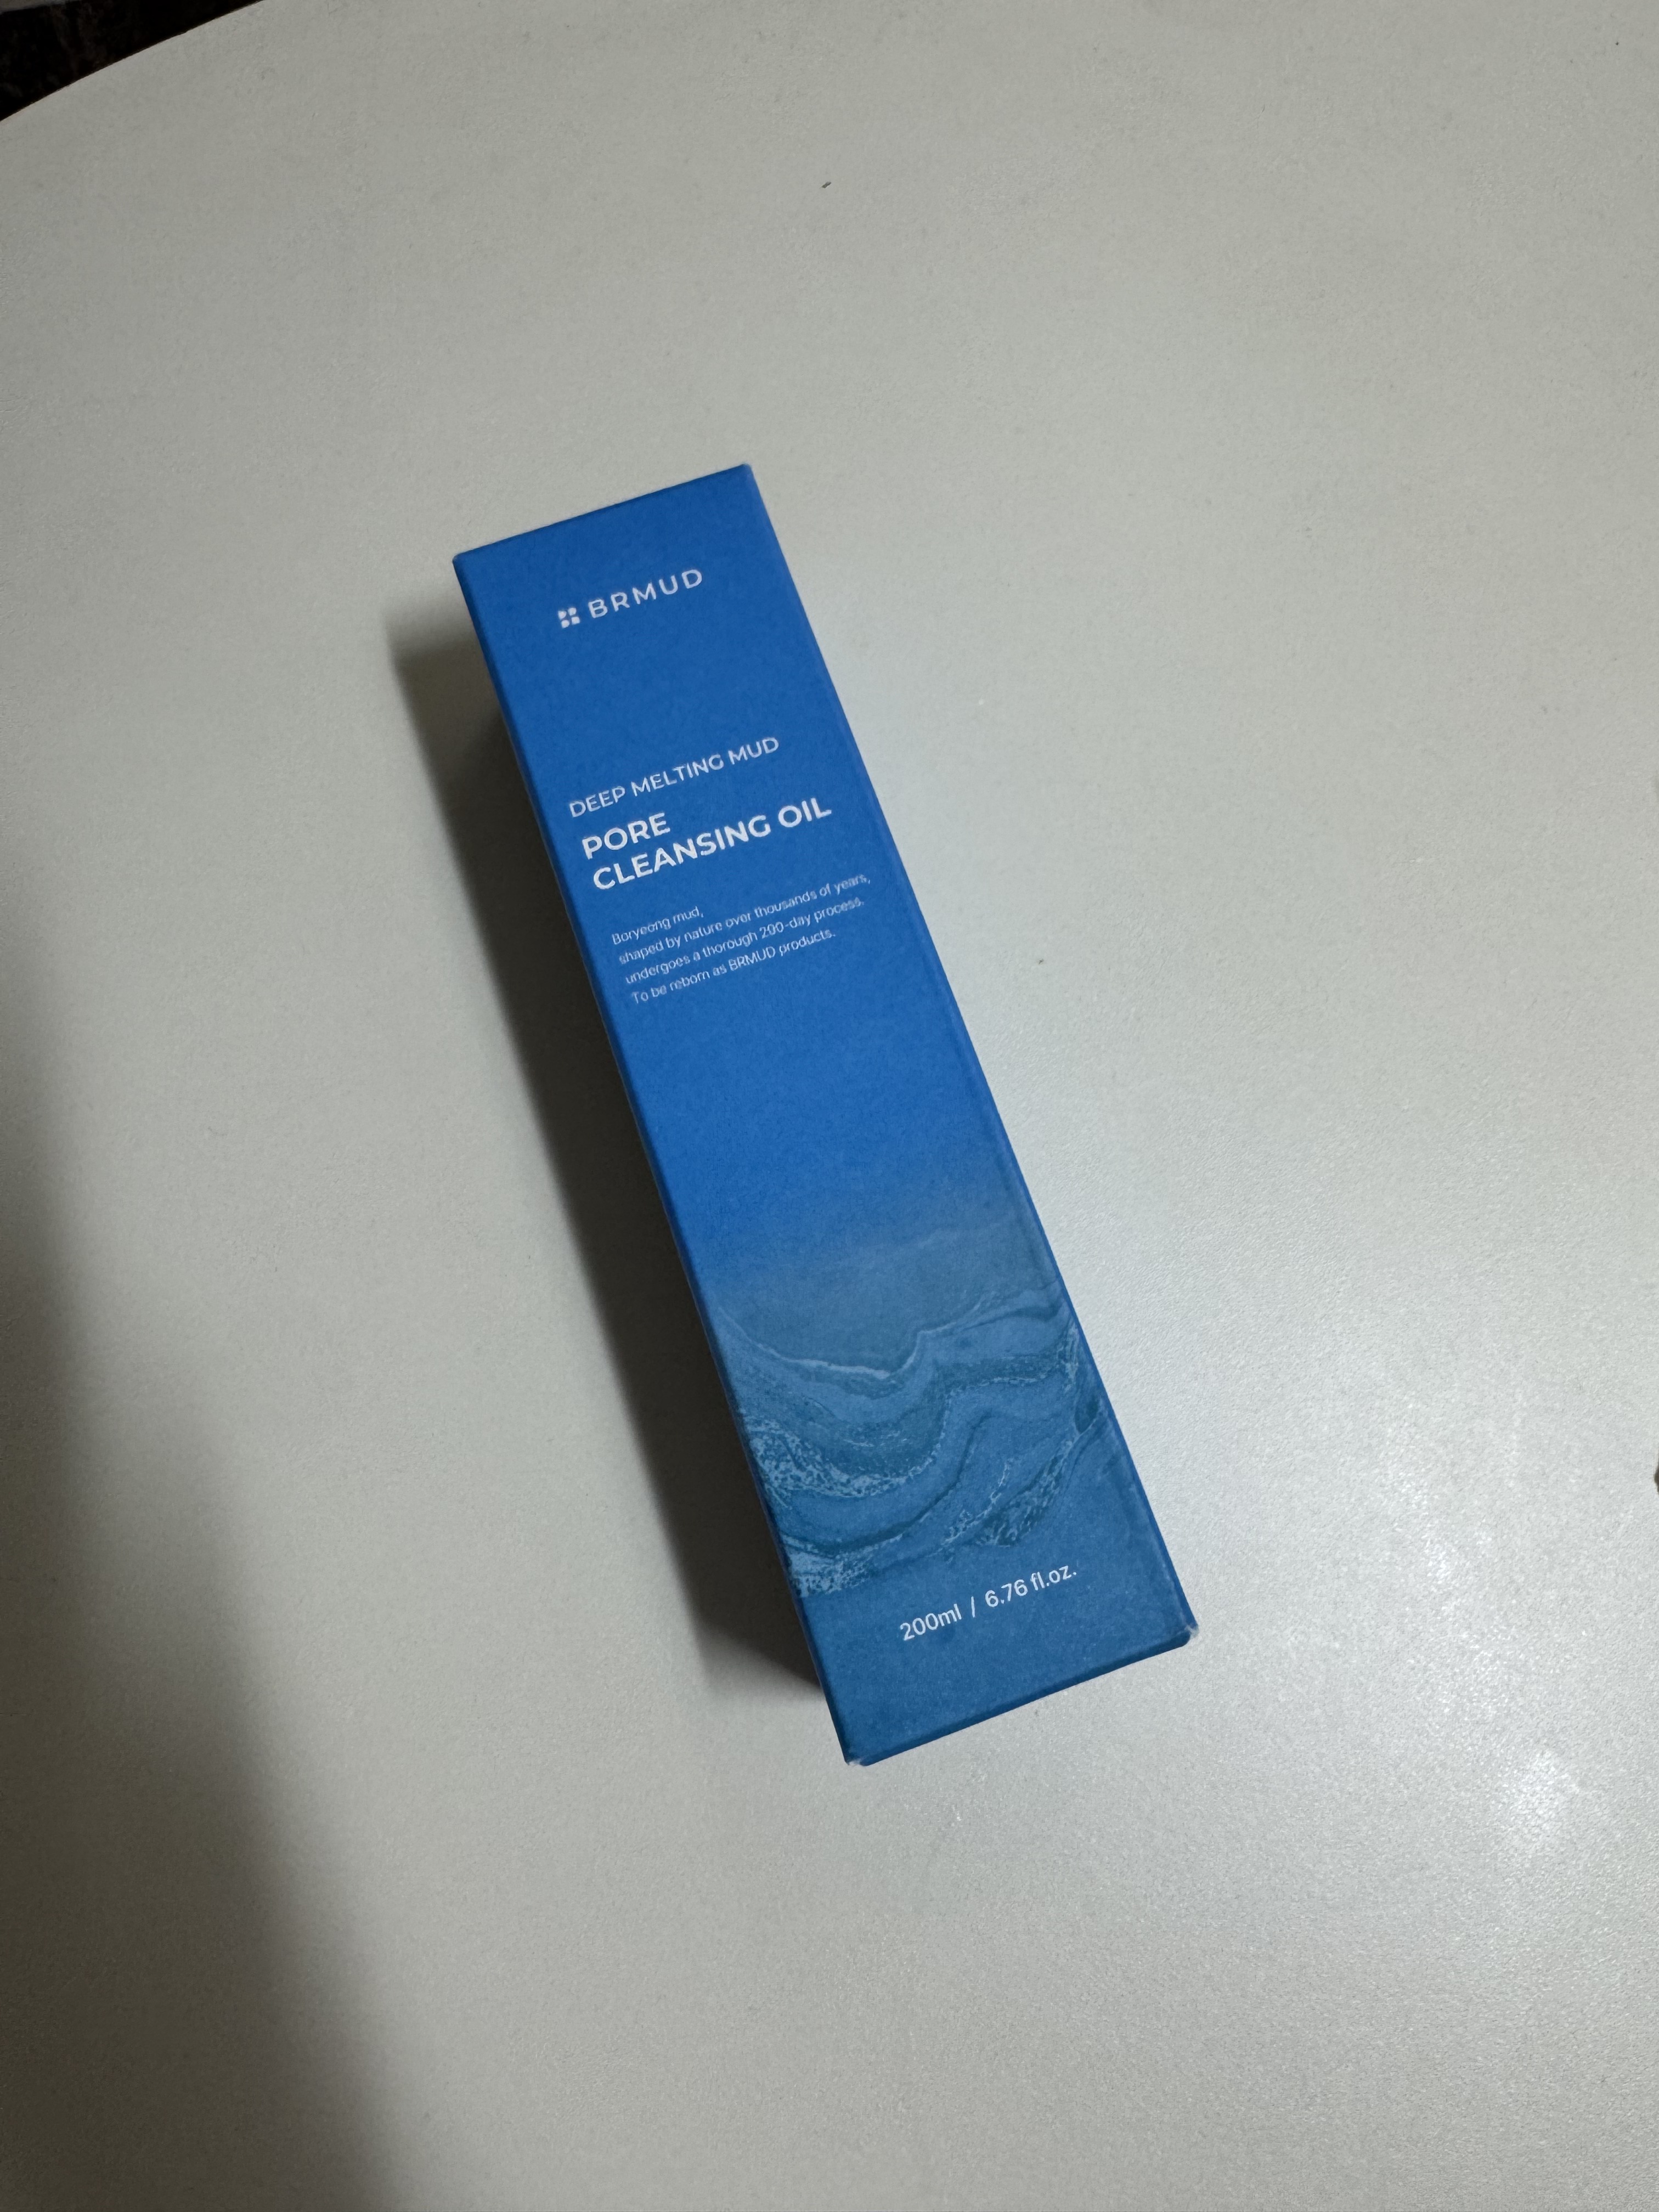 BRMUD
DEEP MELTING MUD
PORE
CLEANSING OIL
Boryeong mud,
shaped by nature over thousands of years,
undergoes a thorough 200-day process.
To be reborn as BRMUD products.
200ml / 6.76 fl.oz.